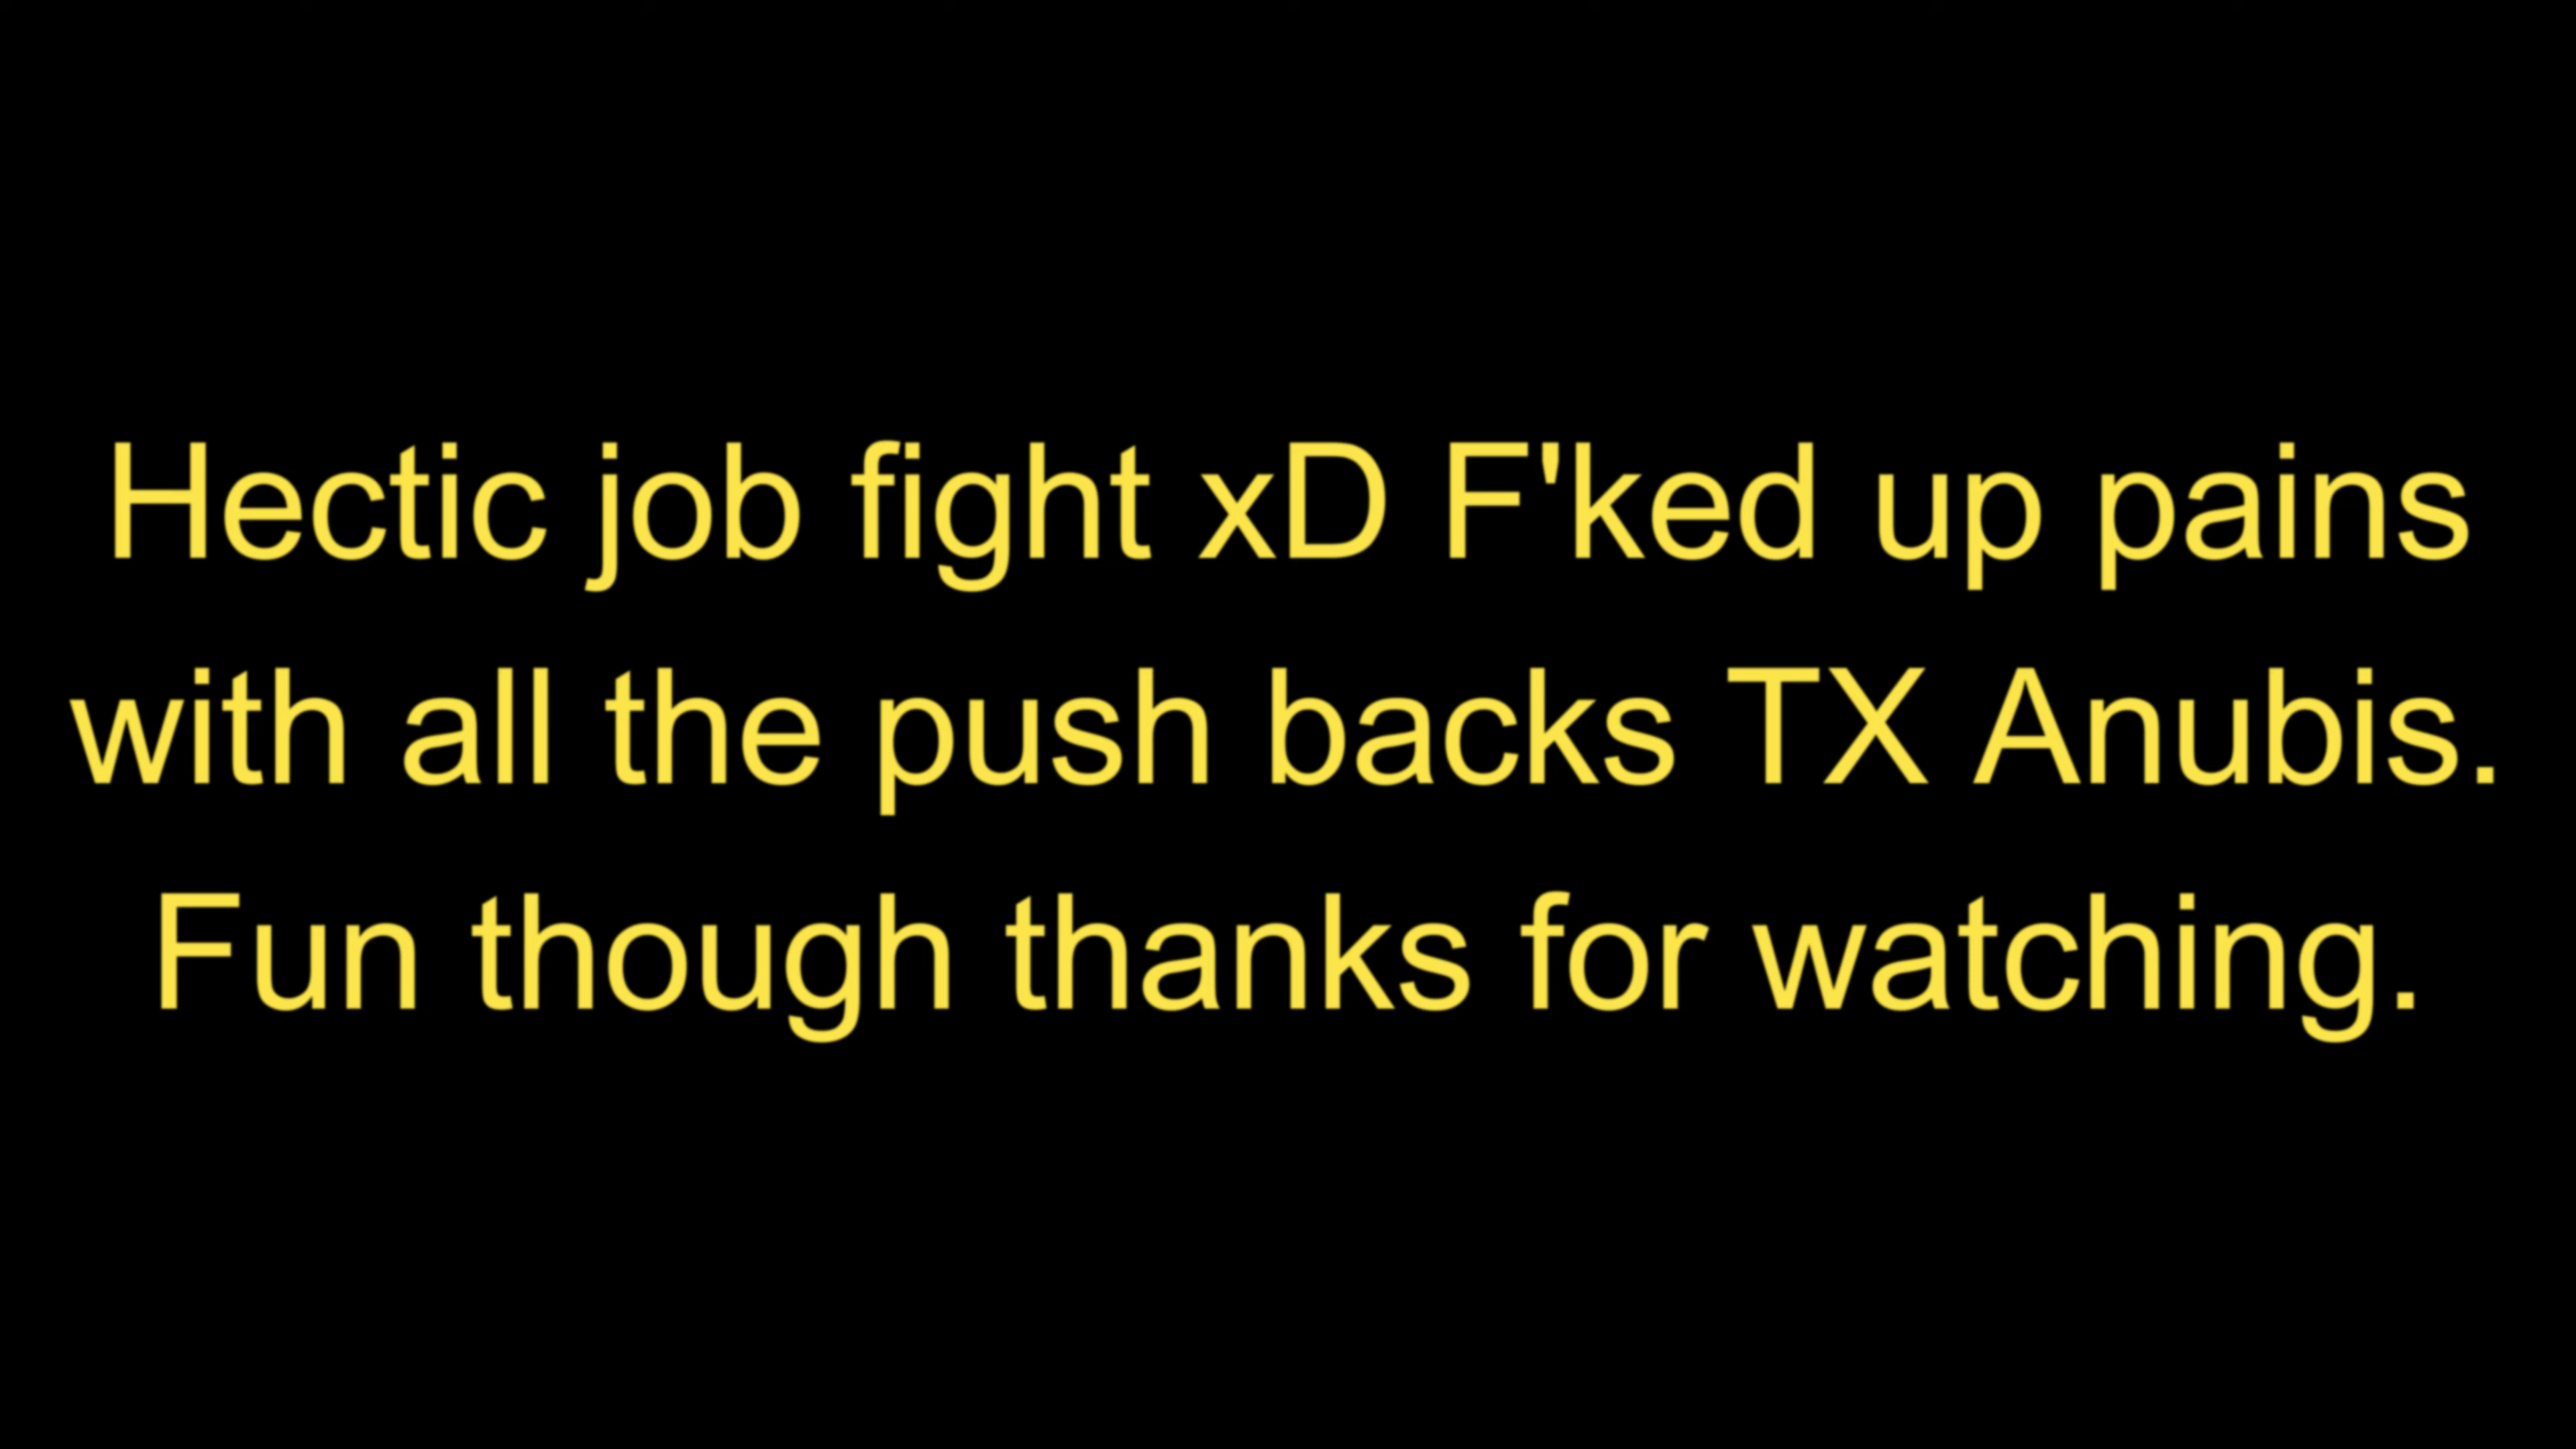 Hectic job fight xD F'ked up pains
with all the push backs TX Anubis.
Fun though thanks for watching.